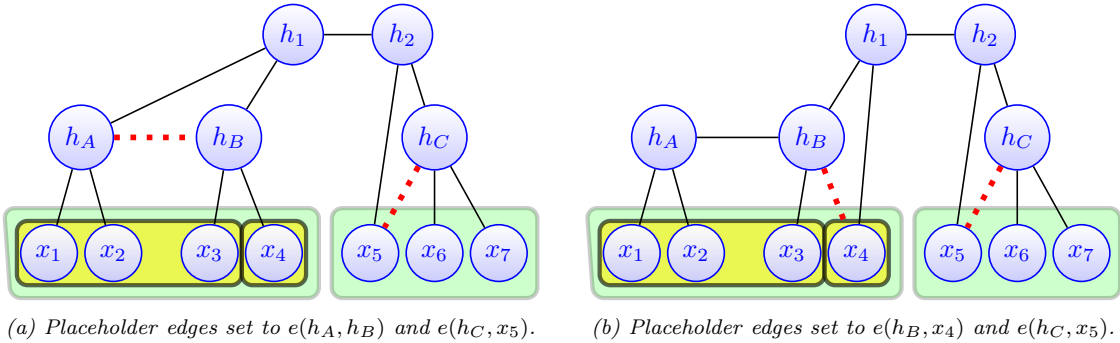 h1 h2 h1 h2
hA hB hC hA hB hC
x1 x2 x3 x4 x5 x6 x7 x1 x2 x3 x4 x5 x6 x7
(a) Placeholder edges set to e(hA, hB) and e(hC, x5). (b) Placeholder edges set to e(hB, x4) and e(hC, x5).